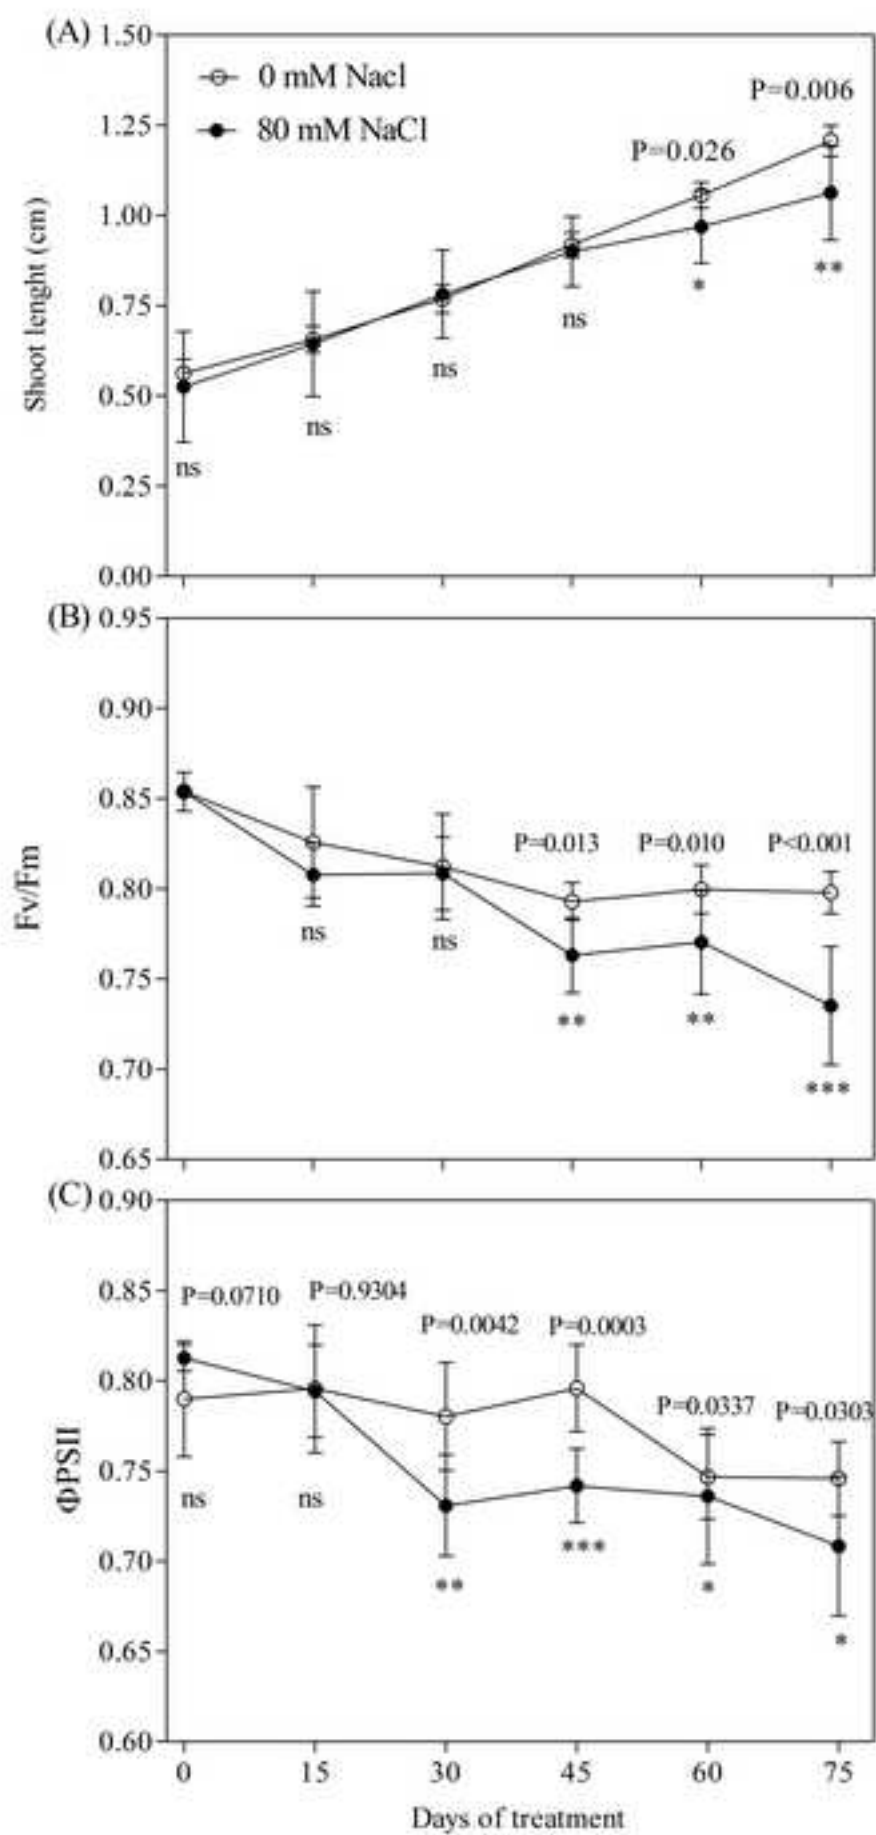 (A) 1.50
0 mM Nacl
P=0.006
1.25
80 mM NaCl
P=0.026
1.00
Shoot lenght (cm)
**
*
0.75
ns
ns
0.50
ns
ns
0.25
0.00
(B) 0.95
0.90
0.85
P=0.013 P=0.010 P<0.001
Fv/Fm
0.80
ns ns
0.75
** **
0.70
***
0.65
(C) 0.90
0.85
P=0.0710 P=0.9304
P=0.0042 P=0.0003
0.80
P=0.0337 P=0.0303
ΦPSII
0.75
ns ns
***
0.70
** *
0.65
*
0.60
0 15 30 45 60 75
Days of treatment